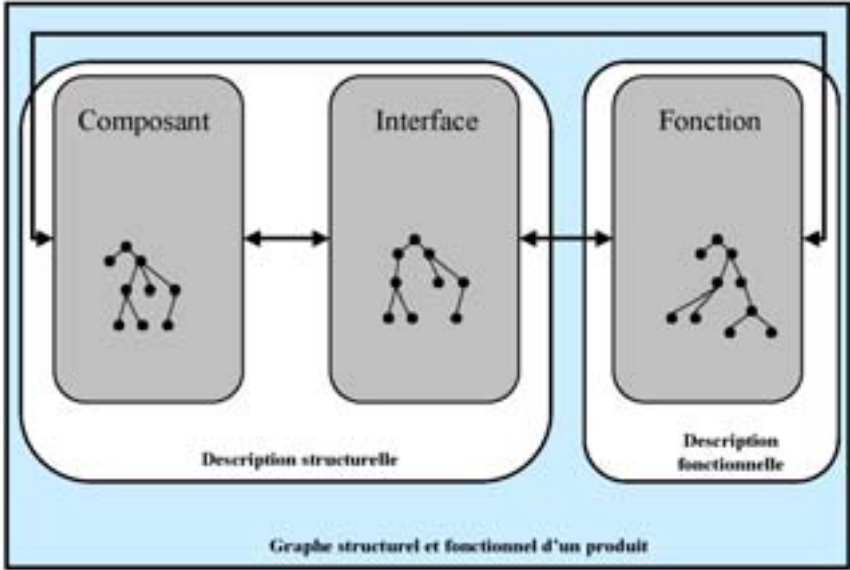 Composant
Interface
Fonction
Description structurelle
Description
fonctionnelle
Graphe structurel et fonctionnel d'un produit